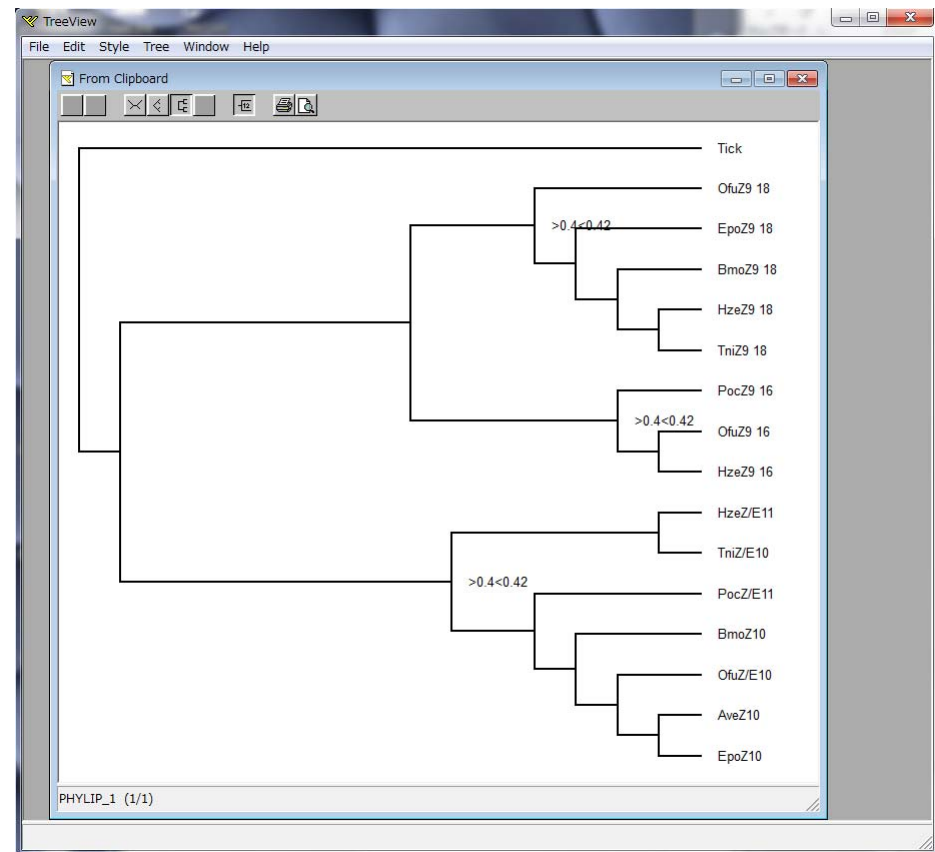 TreeView
File Edit Style Tree Window Help
From Clipboard
Tick
OfuZ9 18
>0.4<0.42
EpoZ9 18
BmoZ9 18
HzeZ9 18
TniZ9 18
PocZ9 16
>0.4<0.42
OfuZ9 16
HzeZ9 16
HzeZ/E11
TniZ/E10
>0.4<0.42
PocZ/E11
BmoZ10
OfuZ/E10
AveZ10
EpoZ10
PHYLIP_1 (1/1)